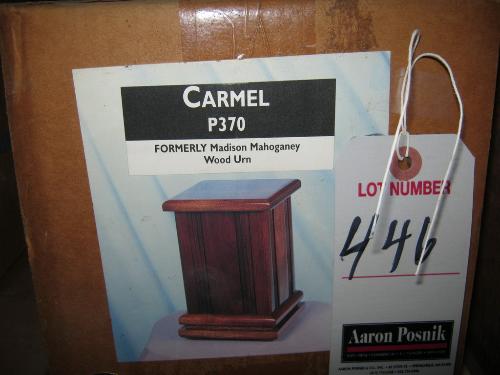 CARMEL
P370
FORMERLY Madison Mahoganey
Wood Urn
LOT NUMBER
446
Aaron Posnik